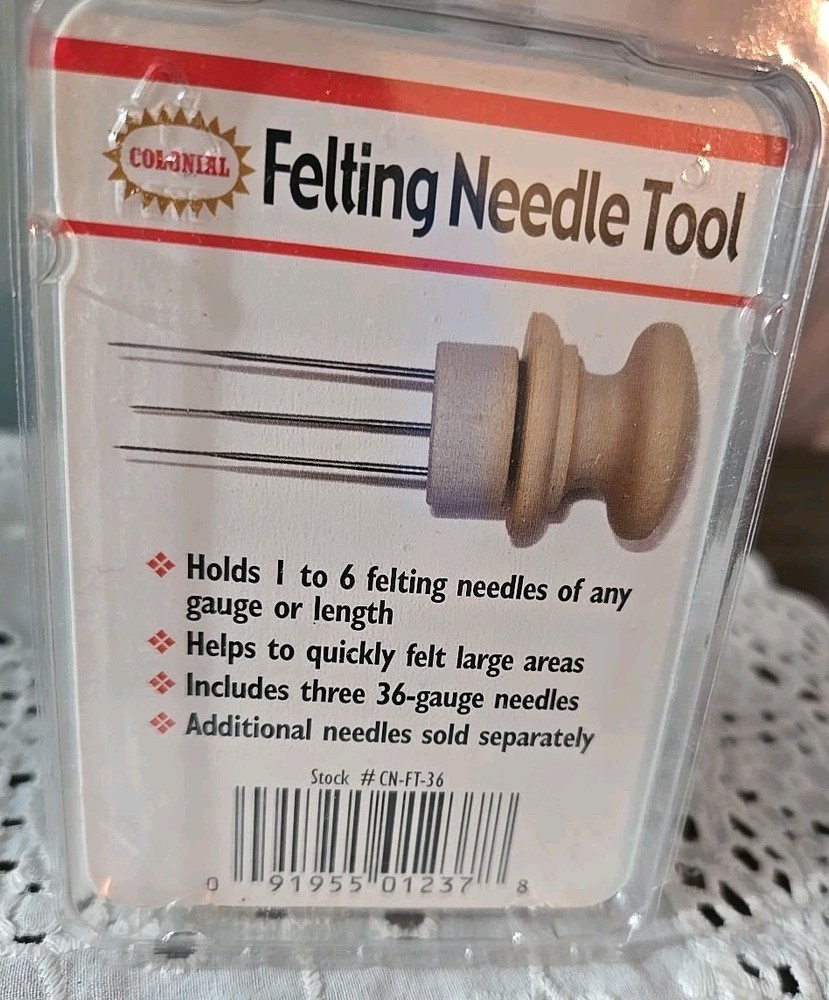 COLONIAL
Felting Needle Tool
Holds 1 to 6 felting needles of any
gauge or length
Helps to quickly felt large areas
Includes three 36-gauge needles
Additional needles sold separately
Stock # CN-FT-36
0 91955 01237 8